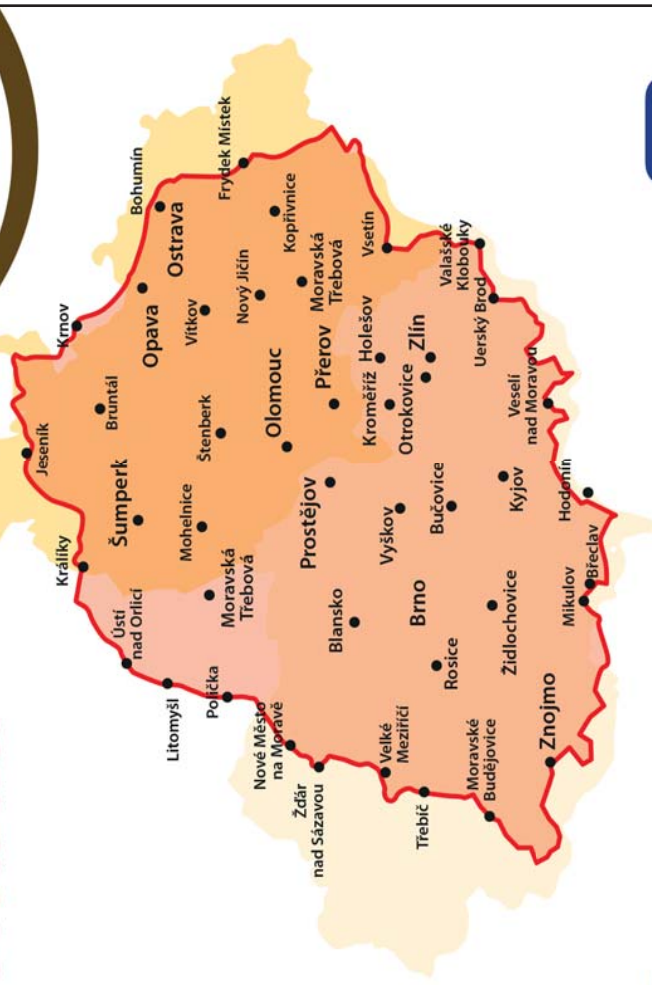 Jeseník
Králíky
Krnov
Bruntál
Šumperk
Ústí
nad Orlicí
Opava
Bohumín
Ostrava
Litomyšl
Mohelnice
Vítkov
Štenberk
Frydek Místek
Polička
Moravská
Třebová
Nový Jičín
Kopřivnice
Olomouc
Nové Město
na Moravě
Moravská
Třebová
Přerov
Žďár
nad Sázavou
Prostějov
Blansko
Vsetín
Holešov
Kroměříž
Velké
Meziříčí
Vyškov
Otrokovice
Zlín
Třebíč
Brno
Bučovice
Rosice
Valašské
Klobouky
Uerský Brod
Moravské
Budějovice
Židlochovice
Kyjov
Veselí
nad Moravou
Znojmo
Hodonín
Mikulov
Břeclav